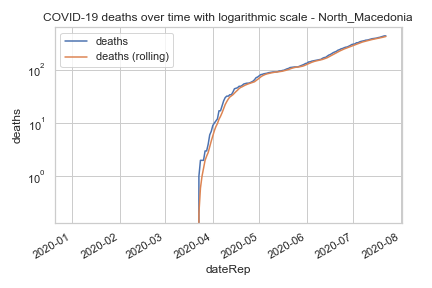 COVID-19 deaths over time with logarithmic scale - North_Macedonia
deaths
deaths (rolling)
10²
10¹
10⁰
deaths
2020-01
2020-02
2020-03
2020-04
2020-05
2020-06
2020-07
2020-08
dateRep